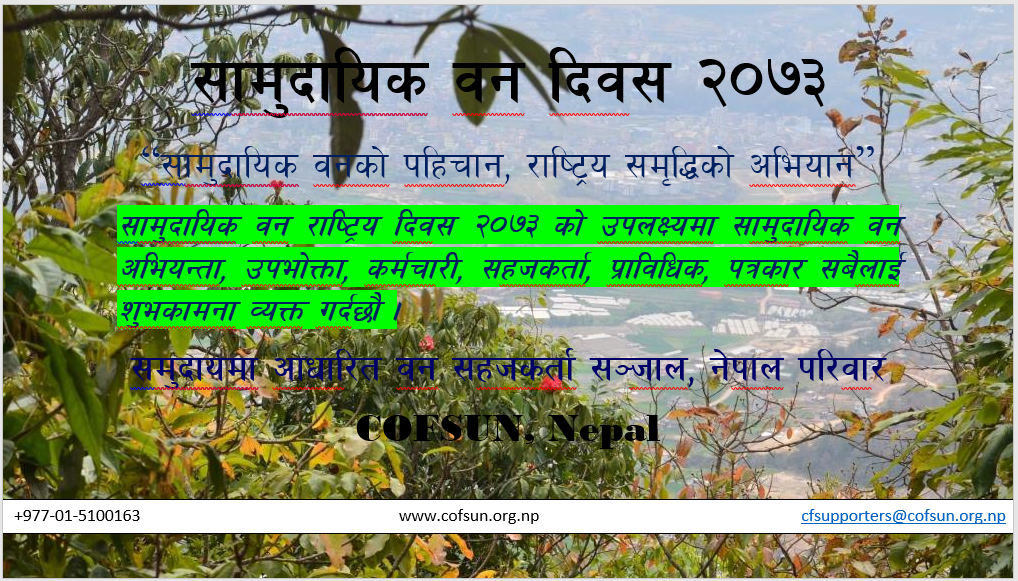 सामुदायिक वन दिवस २०७३
“सामुदायिक वनको पहिचान, राष्ट्रिय समृद्धिको अभियान”
सामुदायिक वन राष्ट्रिय दिवस २०७३ को उपलक्ष्यमा सामुदायिक वन
अभियन्ता, उपभोक्ता, कर्मचारी, सहजकर्ता, प्राविधिक, पत्रकार सबैलाई
शुभकामना व्यक्त गर्दछौ ।
समुदायमा आधारित वन सहजकर्ता सञ्जाल, नेपाल परिवार
COFSUN, Nepal
+977-01-5100163 www.cofsun.org.np cfsupporters@cofsun.org.np